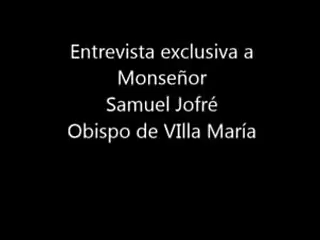 Entrevista exclusiva a
Monseñor
Samuel Jofré
Obispo de VIlla María